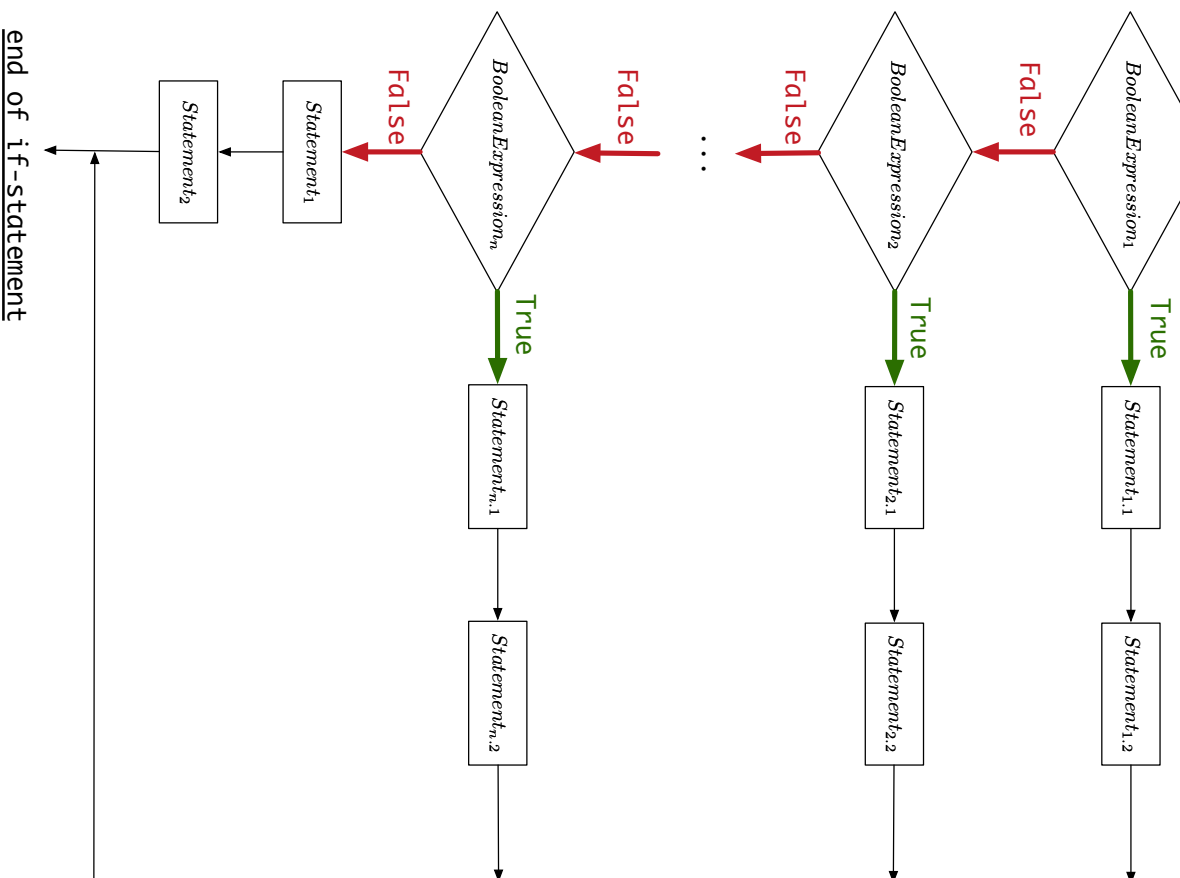 BooleanExpression₁
True
Statement₁.₁
Statement₁.₂
False
BooleanExpression₂
True
Statement₂.₁
Statement₂.₂
False
...
False
BooleanExpressionₙ
True
Statementₙ.₁
Statementₙ.₂
False
Statement₁
Statement₂
end of if-statement